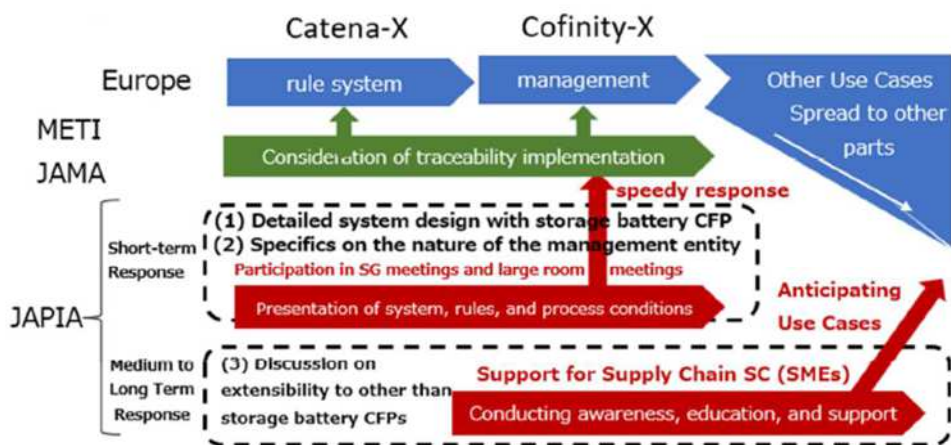 Catena-X
Cofinity-X
Europe
rule system
management
Other Use Cases
Spread to other
parts
METI
JAMA
Consideration of traceability implementation
speedy response
(1) Detailed system design with storage battery CFP
(2) Specifics on the nature of the management entity
Participation in SG meetings and large room meetings
Short-term
Response
Presentation of system, rules, and process conditions
JAPIA
Anticipating
Use Cases
Medium to
Long Term
Response
(3) Discussion on
extensibility to other than
storage battery CFPs
Support for Supply Chain SC (SMEs)
Conducting awareness, education, and support